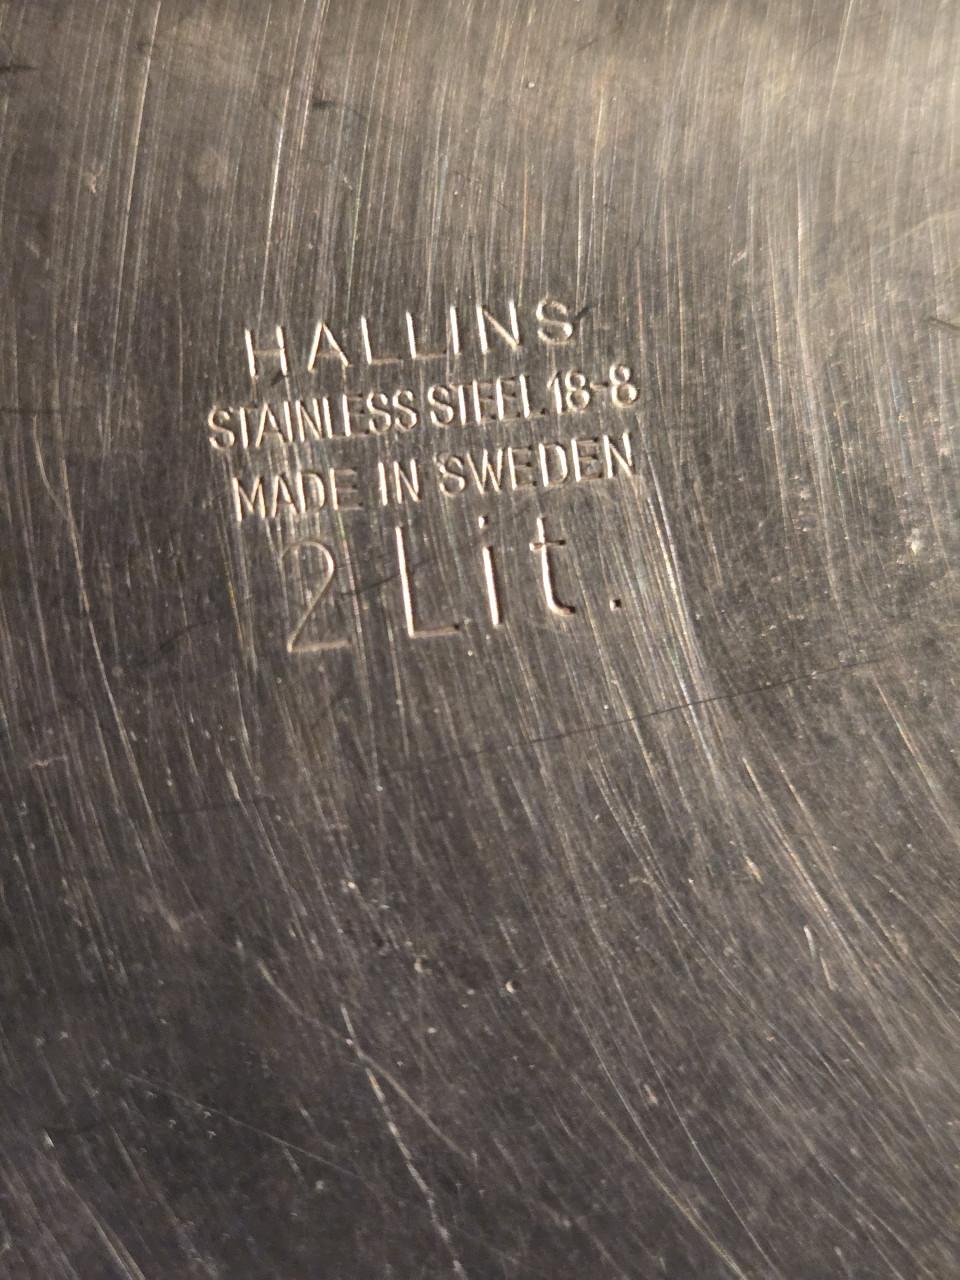 HALLINS
STAINLESS STEEL 18-8
MADE IN SWEDEN
2 Lit.